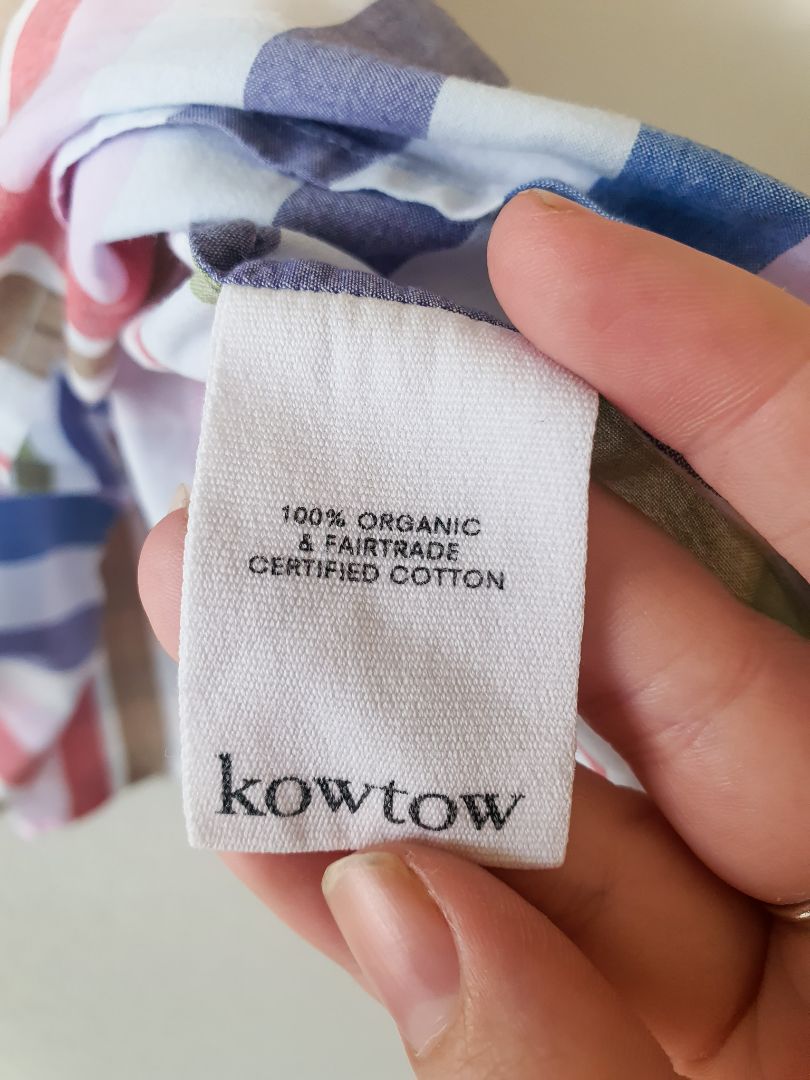 100% ORGANIC
& FAIRTRADE
CERTIFIED COTTON
kowtow